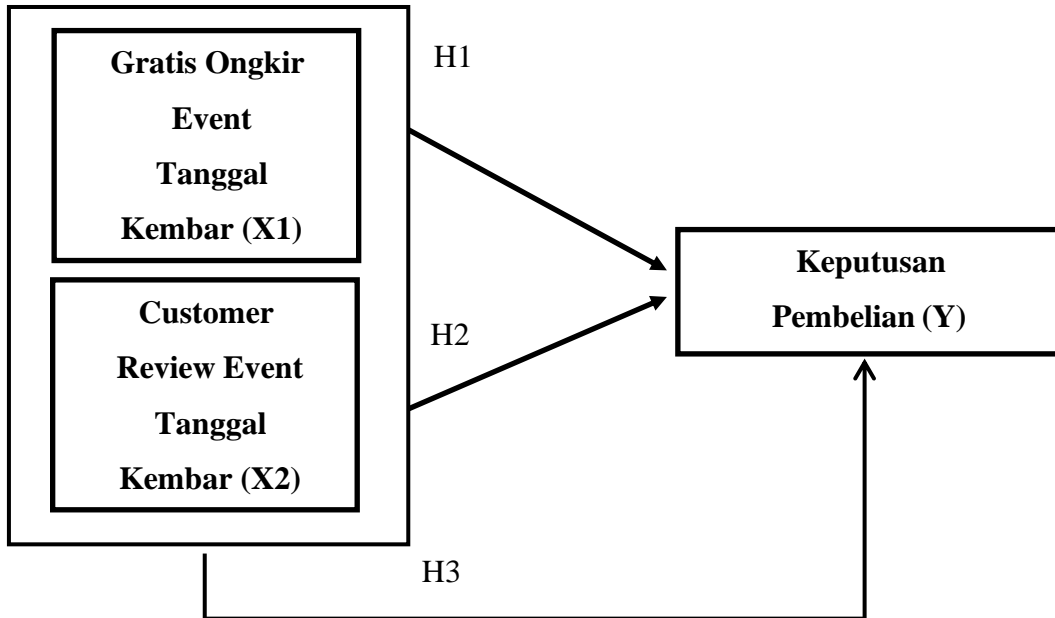 Gratis Ongkir
Event
Tanggal
Kembar (X1)
H1
Customer
Review Event
Tanggal
Kembar (X2)
H2
Keputusan
Pembelian (Y)
H3